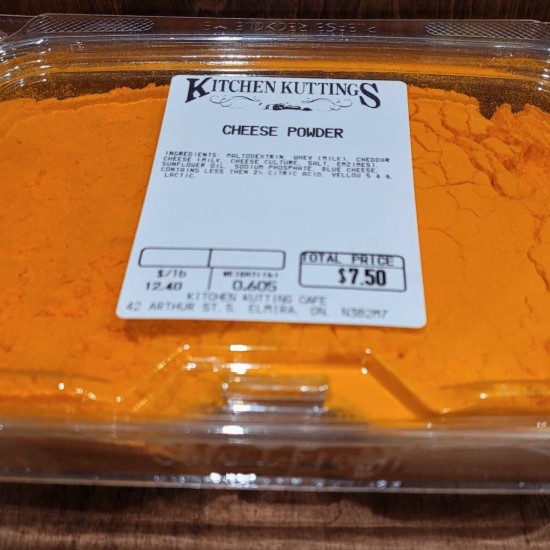 KITCHEN KUTTINGS
CHEESE POWDER
INGREDIENTS: MALTODEXTRIN, WHEY (MILK), CHEDDAR
CHEESE (MILK, CHEESE CULTURE, SALT, EMZIMES)
SUNFLOWER OIL, SODIUM PHOSPHATE, BLUE CHEESE,
CONTAINS LESS THEN 2% CITRIC ACID, YELLOW 5 & 6,
LACTIC.
TOTAL PRICE
$7.50
$/lb
12.40 0.605
KITCHEN KUTTING CAFE
42 ARTHUR ST.S. ELMIRA, ON. N3B2M7